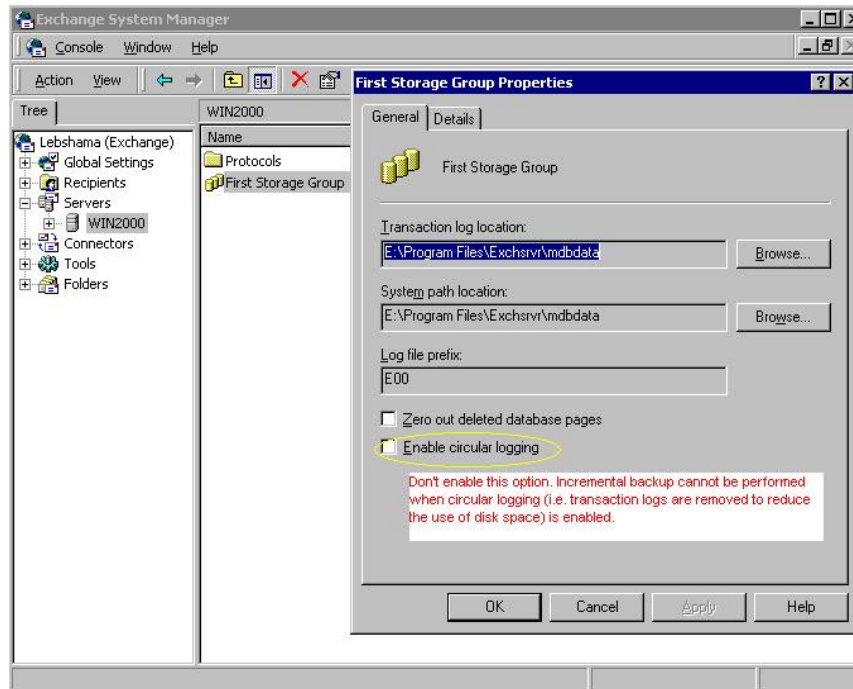 Exchange System Manager
Console Window Help
Action View
Tree
WIN2000
Name
Lebshama (Exchange)
Global Settings
Recipients
Servers
WIN2000
Connectors
Tools
Folders
Protocols
First Storage Group
First Storage Group Properties
General Details
First Storage Group
Transaction log location:
E:\Program Files\Exchsrvr\mdbdata
Browse...
System path location:
E:\Program Files\Exchsrvr\mdbdata
Browse...
Log file prefix:
E00
Zero out deleted database pages
Enable circular logging
Don't enable this option. Incremental backup cannot be performed
when circular logging (i.e. transaction logs are removed to reduce
the use of disk space) is enabled.
OK Cancel Apply Help